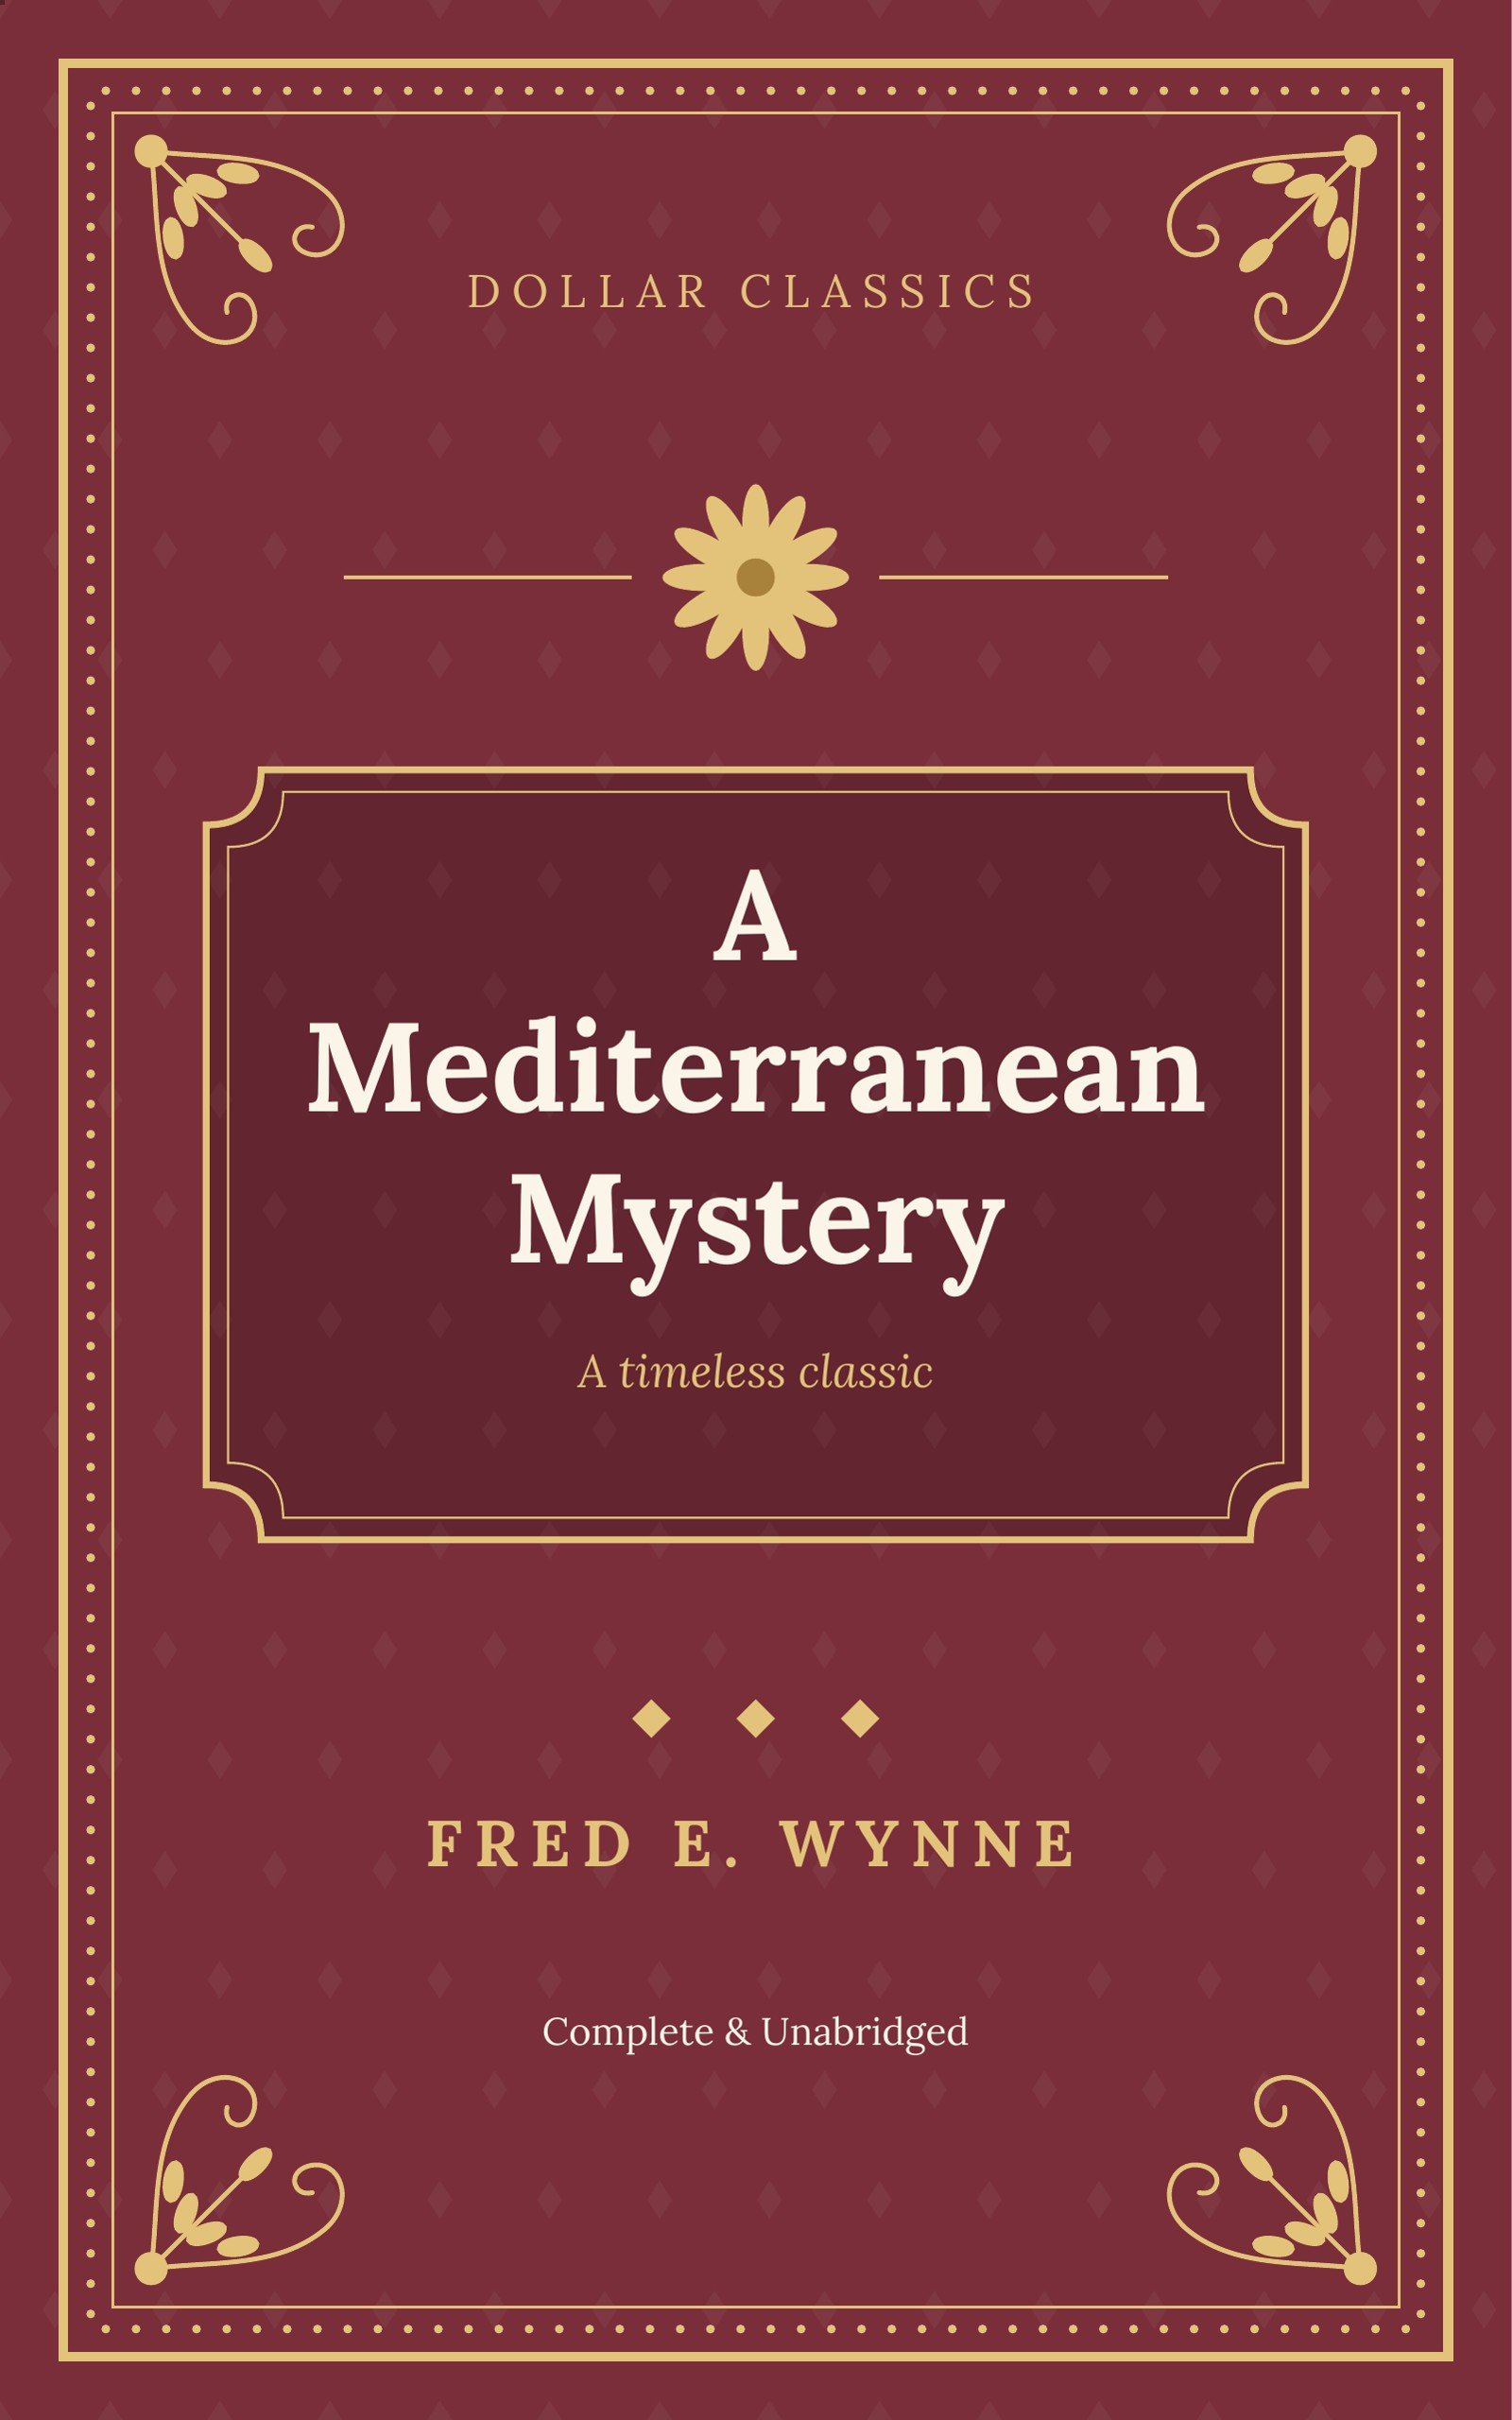 DOLLAR CLASSICS
A
Mediterranean
Mystery
A timeless classic
FRED E. WYNNE
Complete & Unabridged